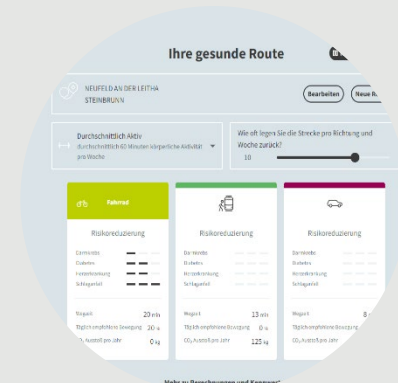 Ihre gesunde Route
NEUFELD AN DER LEITHA
STEINBRUNN
Bearbeiten
Neue R
Durchschnittlich Aktiv
durchschnittlich 60 Minuten körperliche Aktivität
pro Woche
Wie oft legen Sie die Strecke pro Richtung und
Woche zurück?
10
Fahrrad
Risikoreduzierung
Darmkrebs
Diabetes
Herzerkrankung
Schlaganfall
Wegzeit 20 min
Täglich empfohlene Bewegung 20 %
CO₂ Ausstoß pro Jahr 0 kg
Risikoreduzierung
Darmkrebs
Diabetes
Herzerkrankung
Schlaganfall
Wegzeit 13 min
Täglich empfohlene Bewegung 0 %
CO₂ Ausstoß pro Jahr 125 kg
Risikoreduzierung
Darmkrebs
Diabetes
Herzerkrankung
Schlaganfall
Wegzeit 8
Täglich empfohlene Bewegung
CO₂ Ausstoß pro Jahr